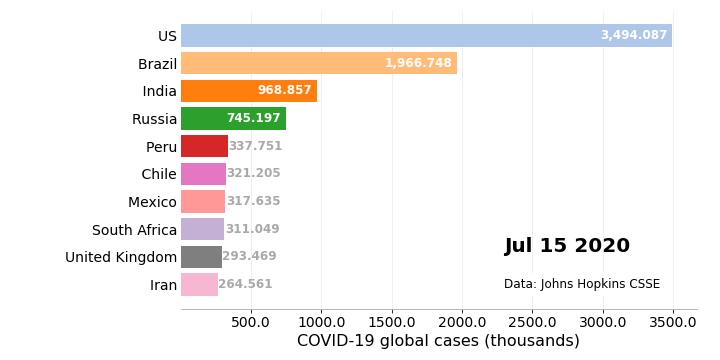 US 3,494.087
Brazil 1,966.748
India 968.857
Russia 745.197
Peru 337.751
Chile 321.205
Mexico 317.635
South Africa 311.049
United Kingdom 293.469
Iran 264.561
Jul 15 2020
Data: Johns Hopkins CSSE
500.0 1000.0 1500.0 2000.0 2500.0 3000.0 3500.0
COVID-19 global cases (thousands)